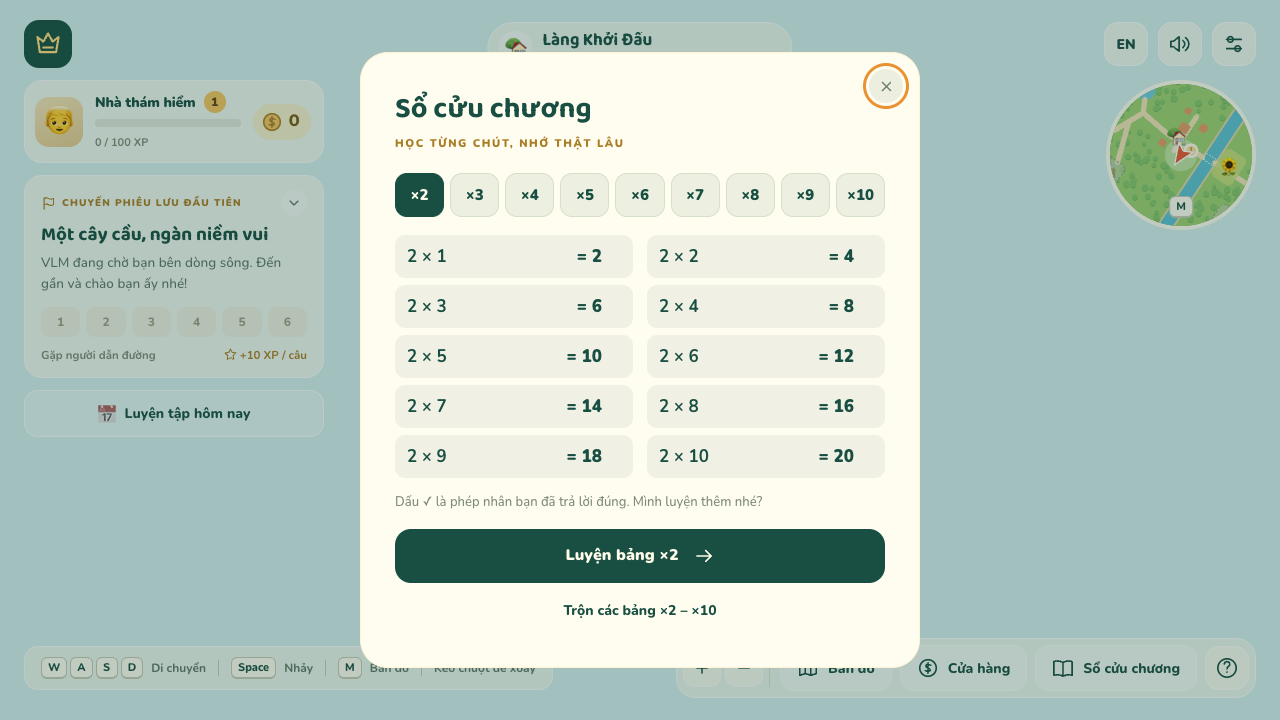 Làng Khởi Đầu
EN
Nhà thám hiểm 1
0 / 100 XP
0
CHUYẾN PHIÊU LƯU ĐẦU TIÊN
Một cây cầu, ngàn niềm vui
VLM đang chờ bạn bên dòng sông. Đến
gần và chào bạn ấy nhé!
1 2 3 4 5 6
Gặp người dẫn đường
+10 XP / câu
17 Luyện tập hôm nay
Sổ cửu chương
HỌC TỪNG CHÚT, NHỚ THẬT LÂU
×2 ×3 ×4 ×5 ×6 ×7 ×8 ×9 ×10
2 × 1 = 2 2 × 2 = 4
2 × 3 = 6 2 × 4 = 8
2 × 5 = 10 2 × 6 = 12
2 × 7 = 14 2 × 8 = 16
2 × 9 = 18 2 × 10 = 20
Dấu ✓ là phép nhân bạn đã trả lời đúng. Mình luyện thêm nhé?
Luyện bảng ×2 →
Trộn các bảng ×2 – ×10
M
W A S D Di chuyển Space Nhảy M Bản đồ Kéo chuột để xoay
Bản đồ Cửa hàng Sổ cửu chương ?